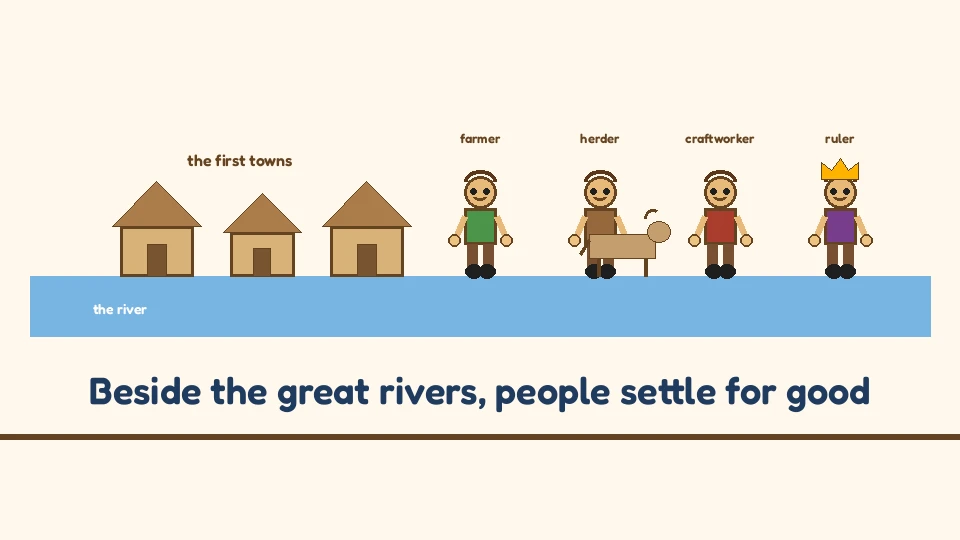 farmer
herder
craftworker
ruler
the first towns
the river
Beside the great rivers, people settle for good